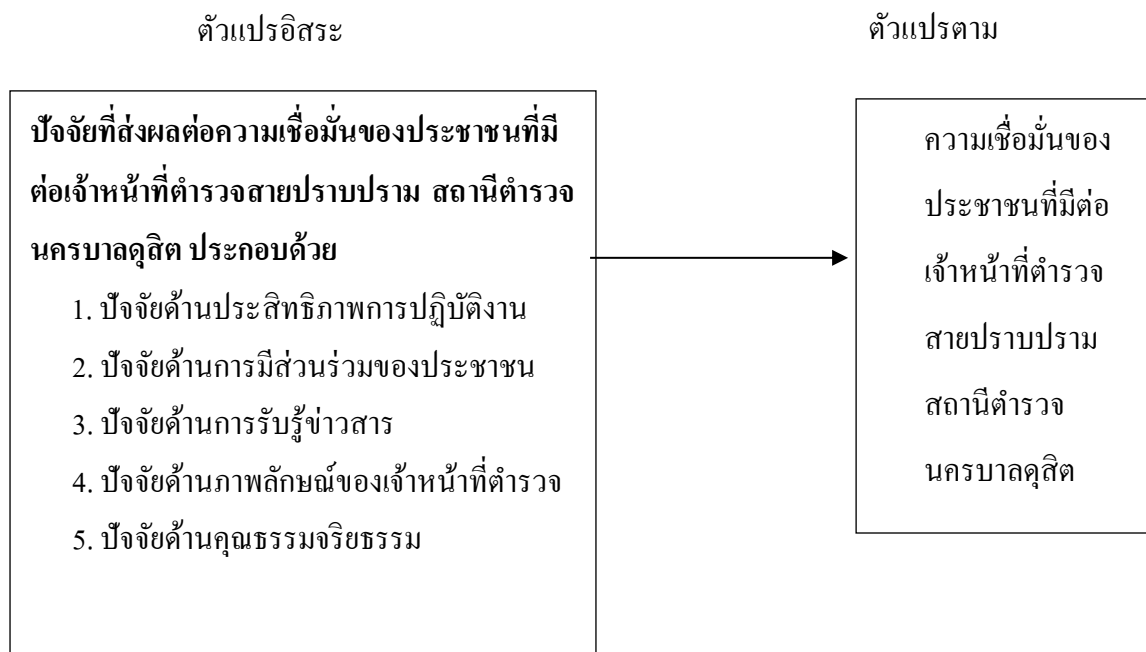 ตัวแปรอิสระ
ตัวแปรตาม
ปัจจัยที่ส่งผลต่อความเชื่อมั่นของประชาชนที่มี
ต่อเจ้าหน้าที่ตำรวจสายปราบปราม สถานีตำรวจ
นครบาลดุสิต ประกอบด้วย
1. ปัจจัยด้านประสิทธิภาพการปฏิบัติงาน
2. ปัจจัยด้านการมีส่วนร่วมของประชาชน
3. ปัจจัยด้านการรับรู้ข่าวสาร
4. ปัจจัยด้านภาพลักษณ์ของเจ้าหน้าที่ตำรวจ
5. ปัจจัยด้านคุณธรรมจริยธรรม
ความเชื่อมั่นของ
ประชาชนที่มีต่อ
เจ้าหน้าที่ตำรวจ
สายปราบปราม
สถานีตำรวจ
นครบาลดุสิต